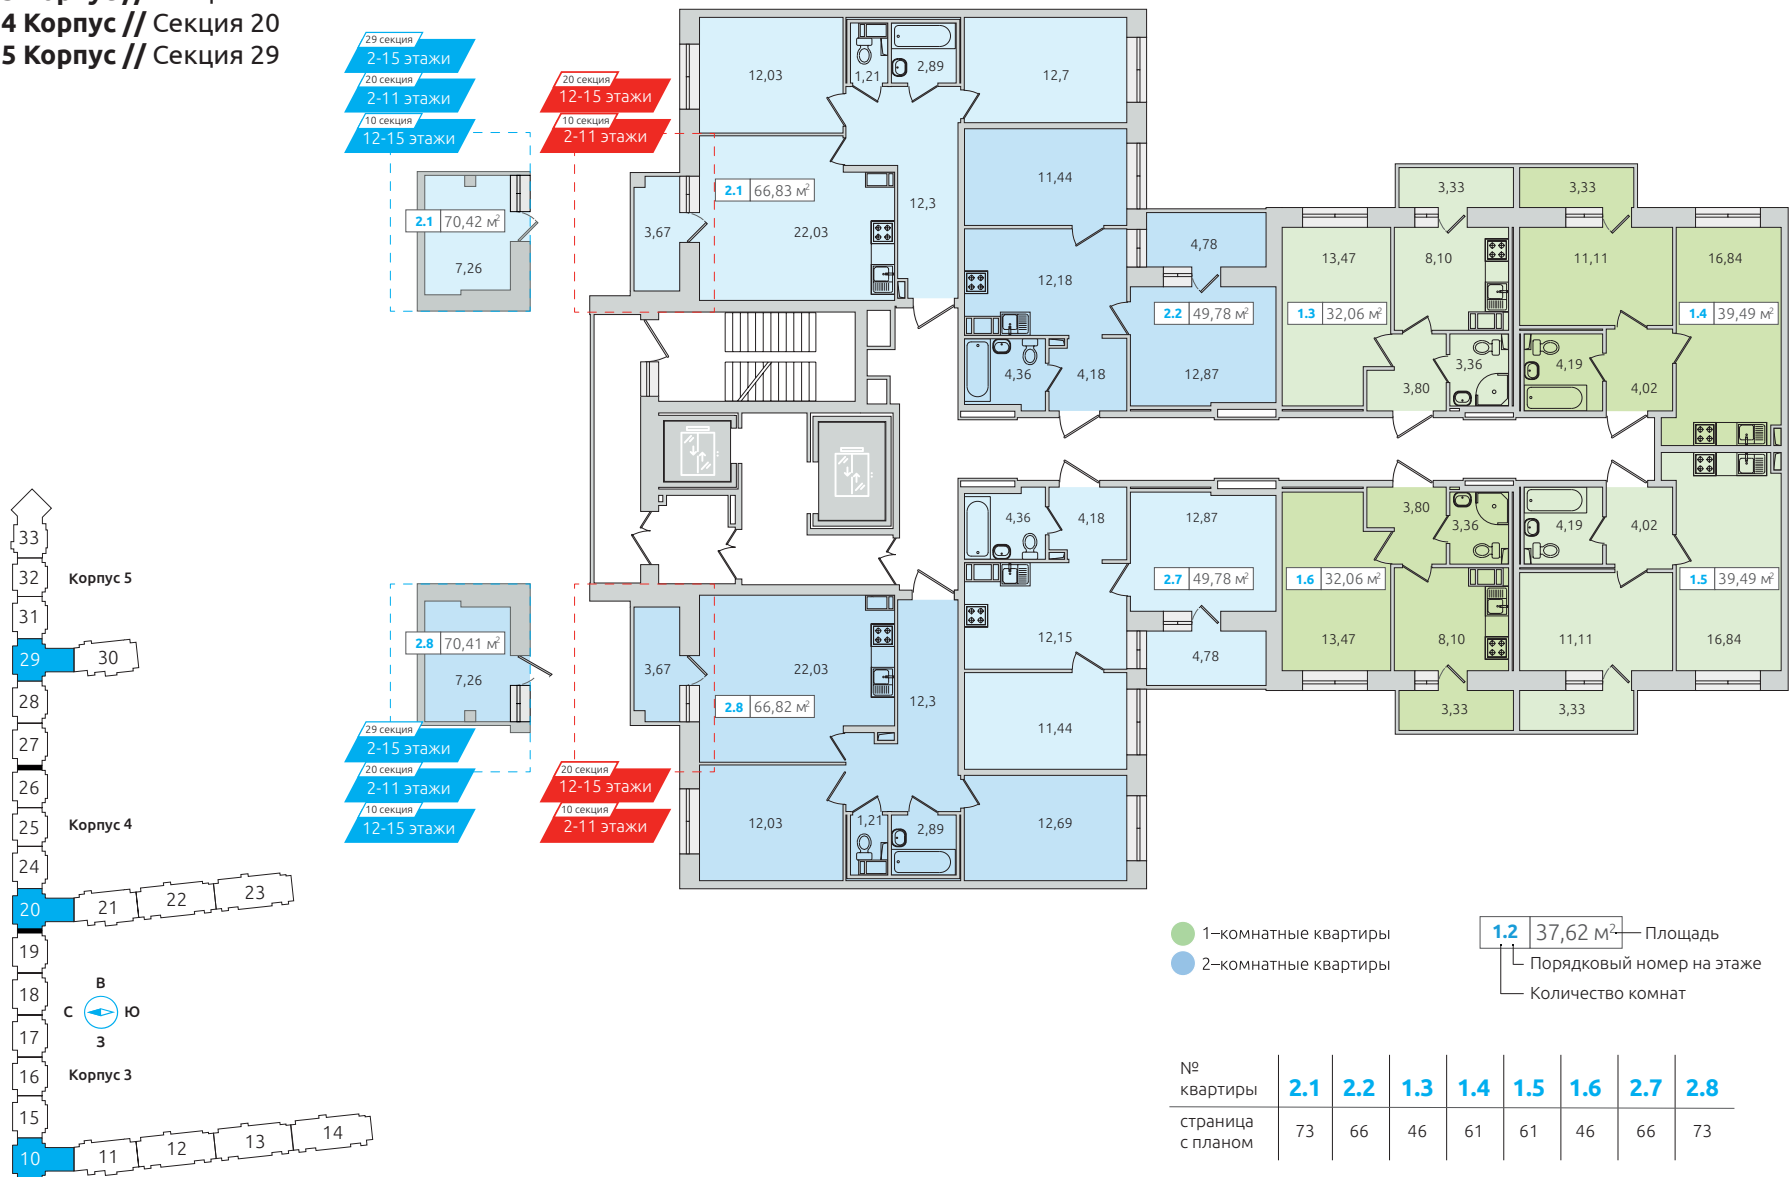 4 Корпус // Секция 20
5 Корпус // Секция 29
29 секция
2-15 этажи
20 секция
2-11 этажи
10 секция
12-15 этажи
20 секция
12-15 этажи
10 секция
2-11 этажи
12,03
1,21
2,89
12,7
2.1 66,83 м²
12,3
11,44
3,67
22,03
2.1 70,42 м²
7,26
4,78
12,18
2.2 49,78 м²
4,36
4,18
12,87
3,33
3,33
13,47
8,10
11,11
16,84
1.3 32,06 м²
1.4 39,49 м²
3,36
4,19
3,80
4,02
4,36
4,18
12,87
3,80
3,36
4,19
4,02
2.7 49,78 м²
1.6 32,06 м²
1.5 39,49 м²
12,15
13,47
8,10
11,11
16,84
4,78
3,33
3,33
2.8 70,41 м²
7,26
3,67
22,03
2.8 66,82 м²
12,3
11,44
12,03
1,21
2,89
12,69
29 секция
2-15 этажи
20 секция
2-11 этажи
10 секция
12-15 этажи
20 секция
12-15 этажи
10 секция
2-11 этажи
33
32
Корпус 5
31
29
30
28
27
26
25
Корпус 4
24
20
21
22
23
19
18
17
16
Корпус 3
15
10
11
12
13
14
В
С
Ю
З
1–комнатные квартиры
2–комнатные квартиры
1.2 37,62 м² Площадь
Порядковый номер на этаже
Количество комнат
№
квартиры 2.1 2.2 1.3 1.4 1.5 1.6 2.7 2.8
страница
с планом 73 66 46 61 61 46 66 73